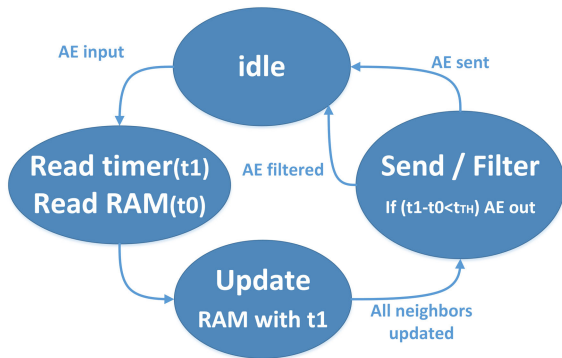 AE input
idle
AE sent
Read timer(t1)
Read RAM(t0)
AE filtered
Send / Filter
If (t1-t0<tTH) AE out
Update
RAM with t1
All neighbors
updated